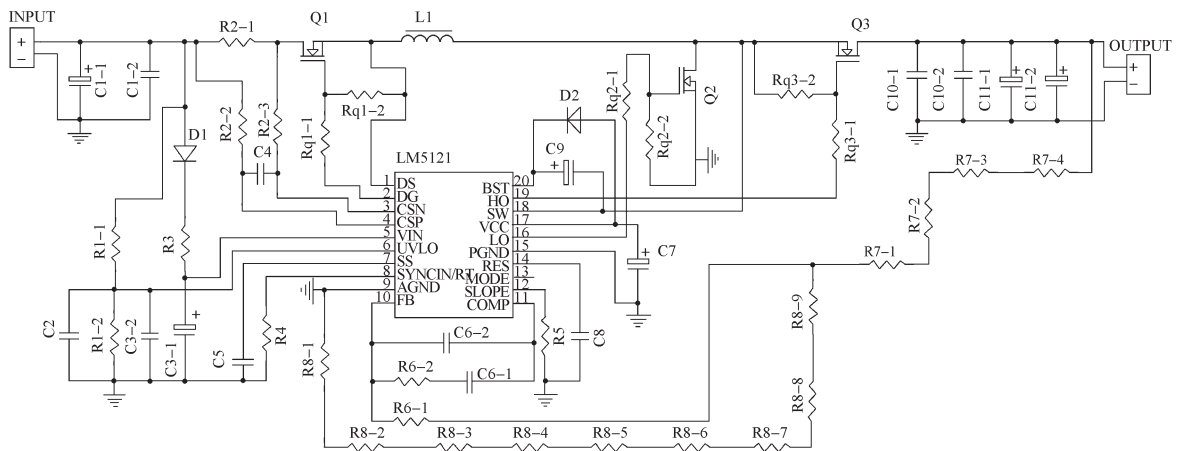 INPUT
+
−
C1−1
+
C1−2
R2−1
Q1
L1
Q3
OUTPUT
+
−
R2−2
R2−3
C4
D1
Rq1−1
Rq1−2
D2
C9
+
Rq2−1
Rq2−2
Q2
Rq3−2
Rq3−1
C10−1
C10−2
C11−1
+
C11−2
+
R7−3
R7−4
R7−2
R7−1
LM5121
1 DS
2 DG
3 CSN
4 CSP
5 VIN
6 UVLO
7 SS
8 SYNCIN/RT
9 AGND
10 FB
BST 20
HO 19
SW 18
VCC 17
LO 16
PGND 15
RES 14
MODE 13
SLOPE 12
COMP 11
R1−1
R3
C7
+
C2
R1−2
C3−2
C3−1
+
C5
R4
R8−1
C6−2
R6−2
C6−1
R6−1
R5
C8
R8−9
R8−8
R8−2
R8−3
R8−4
R8−5
R8−6
R8−7